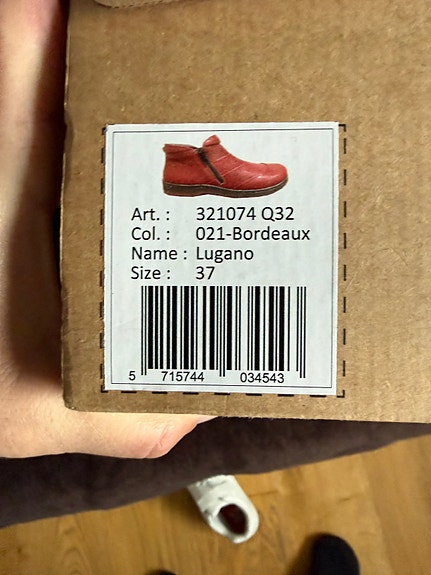 Art. : 321074 Q32
Col. : 021-Bordeaux
Name : Lugano
Size : 37
5 715744 034543